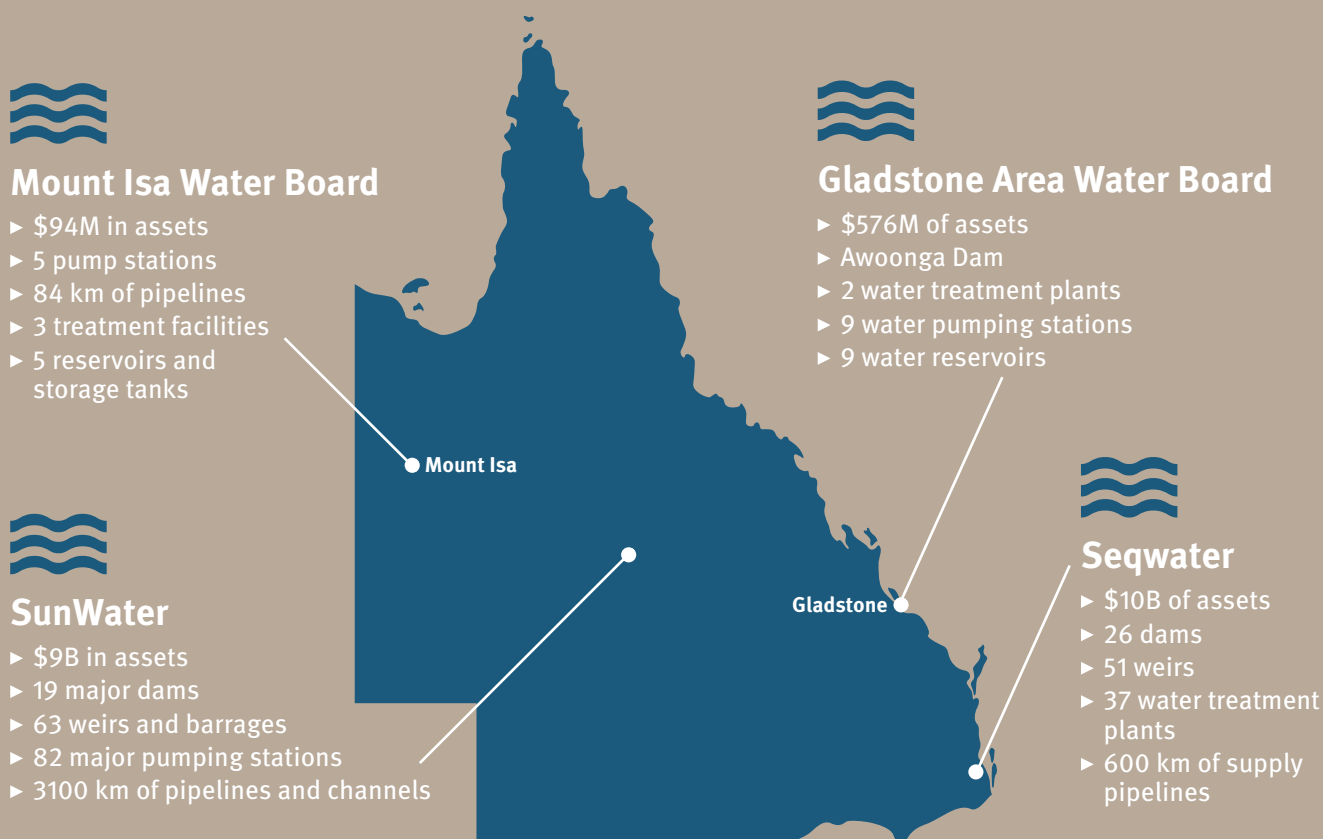 Mount Isa Water Board
▸ $94M in assets
▸ 5 pump stations
▸ 84 km of pipelines
▸ 3 treatment facilities
▸ 5 reservoirs and
storage tanks
Gladstone Area Water Board
▸ $576M of assets
▸ Awoonga Dam
▸ 2 water treatment plants
▸ 9 water pumping stations
▸ 9 water reservoirs
Mount Isa
Gladstone
SunWater
▸ $9B in assets
▸ 19 major dams
▸ 63 weirs and barrages
▸ 82 major pumping stations
▸ 3100 km of pipelines and channels
Seqwater
▸ $10B of assets
▸ 26 dams
▸ 51 weirs
▸ 37 water treatment
plants
▸ 600 km of supply
pipelines